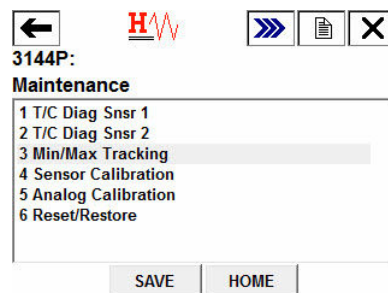 H
3144P:
Maintenance
1 T/C Diag Snsr 1
2 T/C Diag Snsr 2
3 Min/Max Tracking
4 Sensor Calibration
5 Analog Calibration
6 Reset/Restore
SAVE HOME